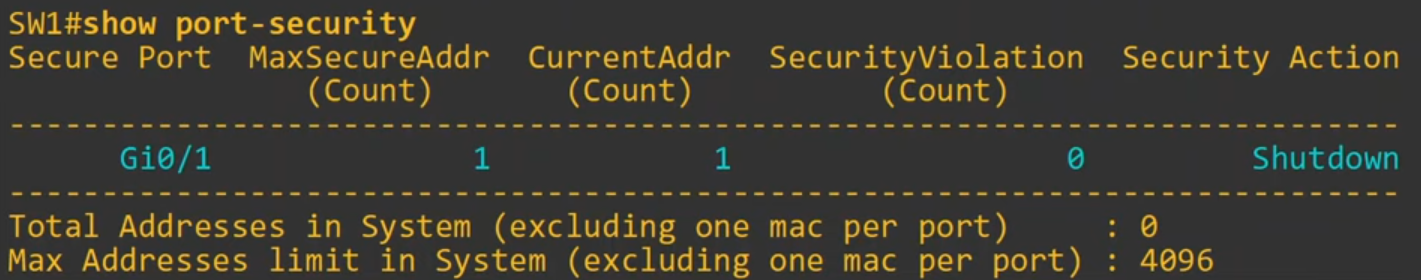 SW1#show port-security
Secure Port  MaxSecureAddr  CurrentAddr  SecurityViolation  Security Action
                (Count)       (Count)          (Count)
---------------------------------------------------------------------------
      Gi0/1              1            1                  0         Shutdown
---------------------------------------------------------------------------
Total Addresses in System (excluding one mac per port)     : 0
Max Addresses limit in System (excluding one mac per port) : 4096